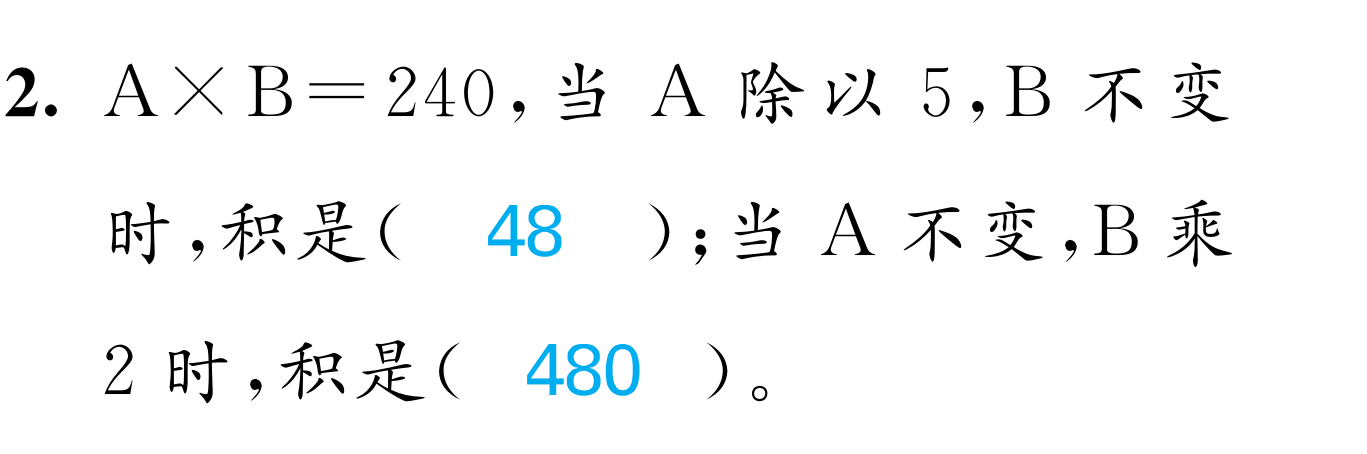 2. A×B=240,当 A 除以 5,B 不变
时,积是( 48 );当 A 不变,B 乘
2 时,积是( 480 )。